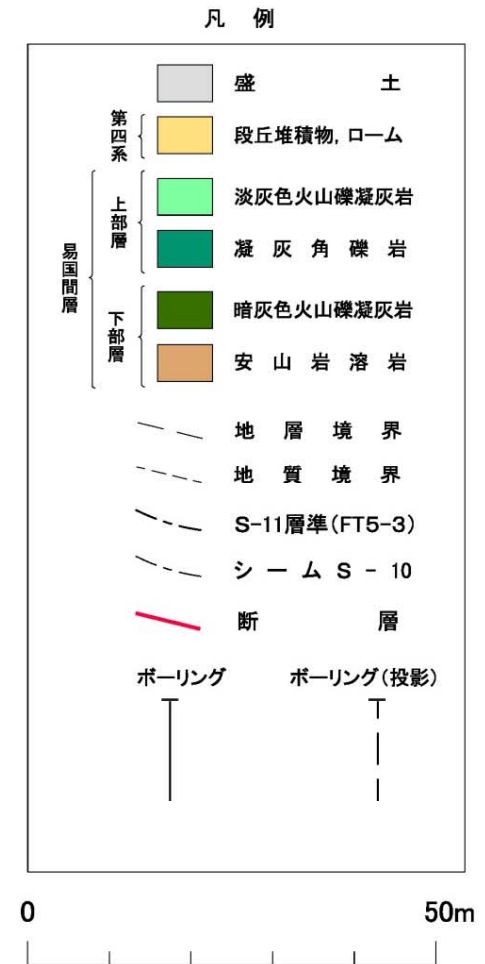 凡 例
盛 土
第四系
段丘堆積物, ローム
易国間層
上部層
淡灰色火山礫凝灰岩
凝 灰 角 礫 岩
下部層
暗灰色火山礫凝灰岩
安 山 岩 溶 岩
地 層 境 界
地 質 境 界
S-11層準(FT5-3)
シ ー ム S - 10
断 層
ボーリング ボーリング(投影)
0 50m